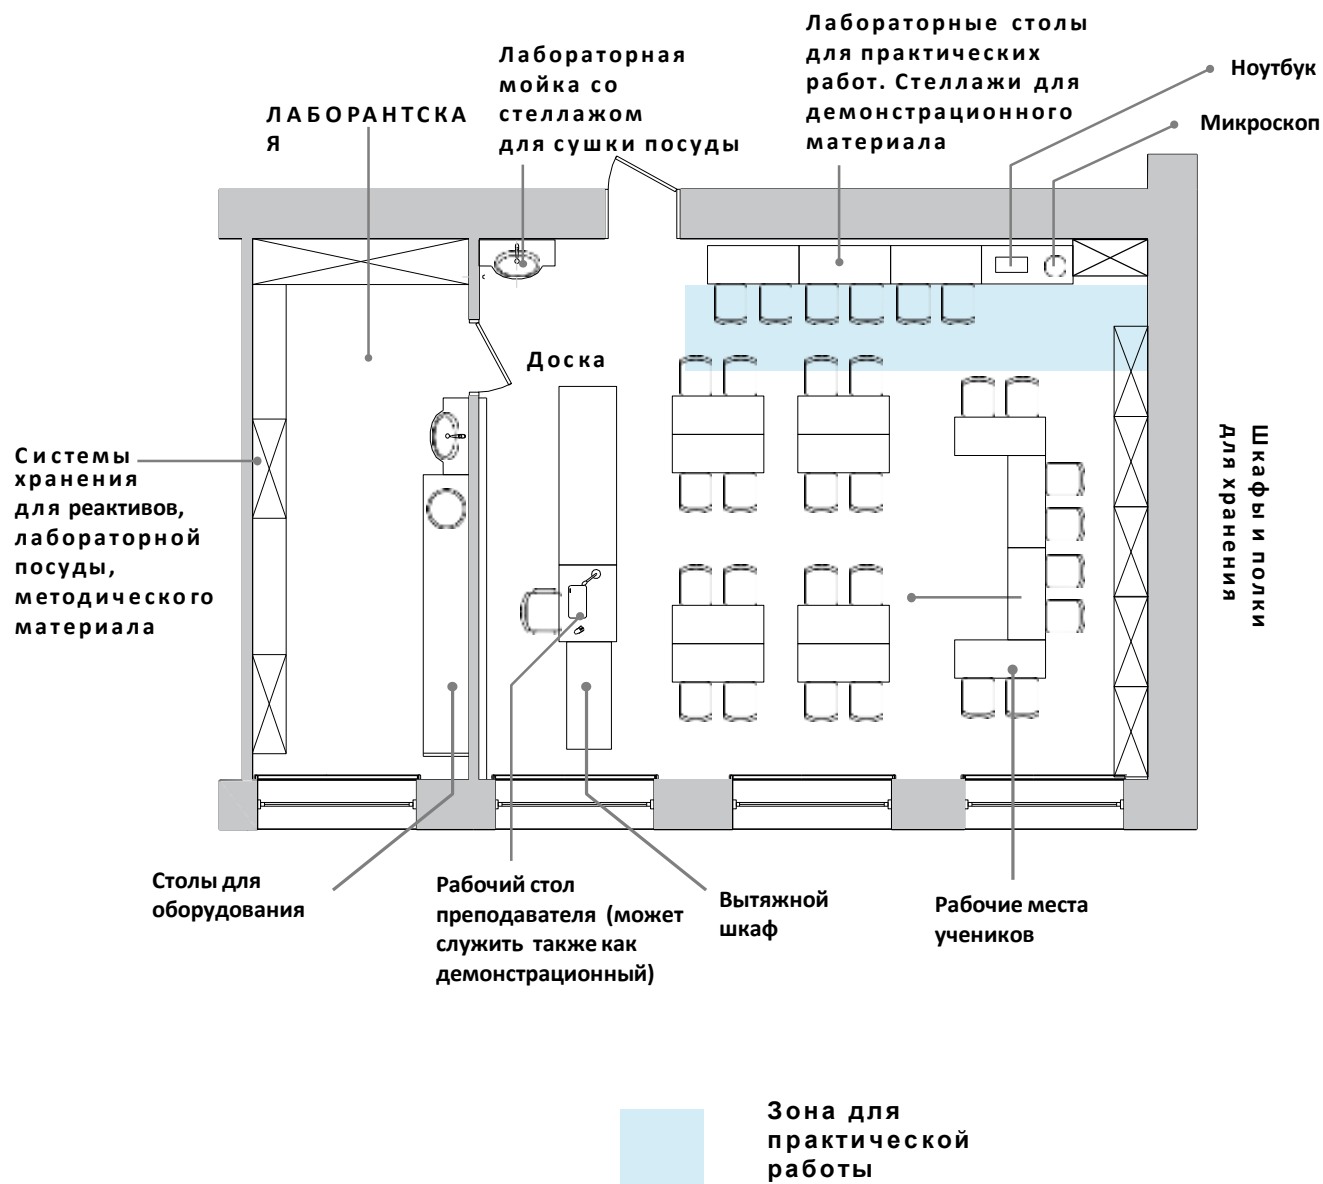 ЛАБОРАНТСКА
Я
Лабораторная
мойка со
стеллажом
для сушки посуды
Лабораторные столы
для практических
работ. Стеллажи для
демонстрационного
материала
Ноутбук
Микроскоп
Доска
Системы
хранения
для реактивов,
лабораторной
посуды,
методического
материала
Шкафы и полки
для хранения
Столы для
оборудования
Рабочий стол
преподавателя (может
служить также как
демонстрационный)
Вытяжной
шкаф
Рабочие места
учеников
Зона для
практической
работы